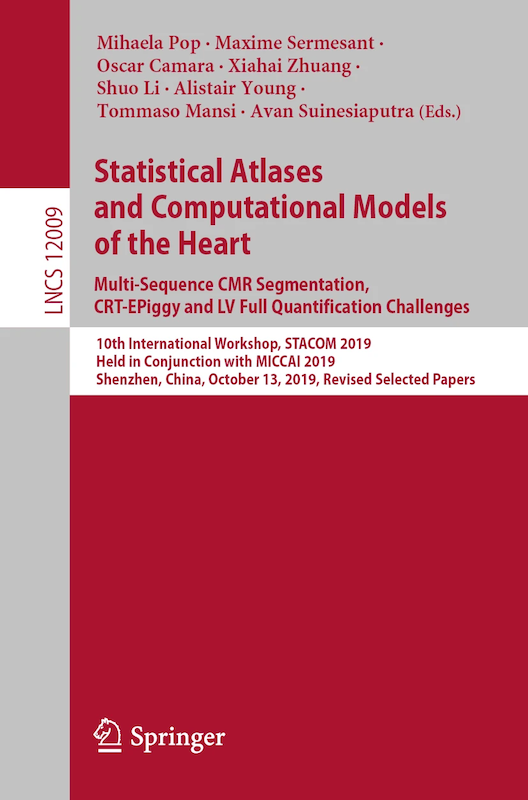 Mihaela Pop · Maxime Sermesant ·
Oscar Camara · Xiahai Zhuang ·
Shuo Li · Alistair Young ·
Tommaso Mansi · Avan Suinesiaputra (Eds.)
Statistical Atlases
and Computational Models
of the Heart
Multi-Sequence CMR Segmentation,
CRT-EPiggy and LV Full Quantification Challenges
LNCS 12009
10th International Workshop, STACOM 2019
Held in Conjunction with MICCAI 2019
Shenzhen, China, October 13, 2019, Revised Selected Papers
Springer